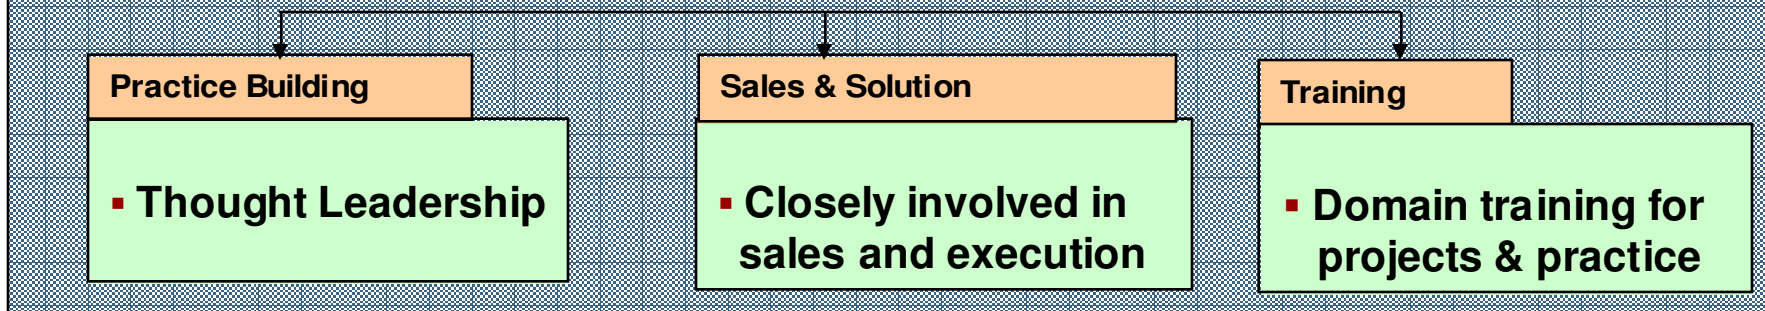 Practice Building
▪ Thought Leadership
Sales & Solution
▪ Closely involved in
sales and execution
Training
▪ Domain training for
projects & practice